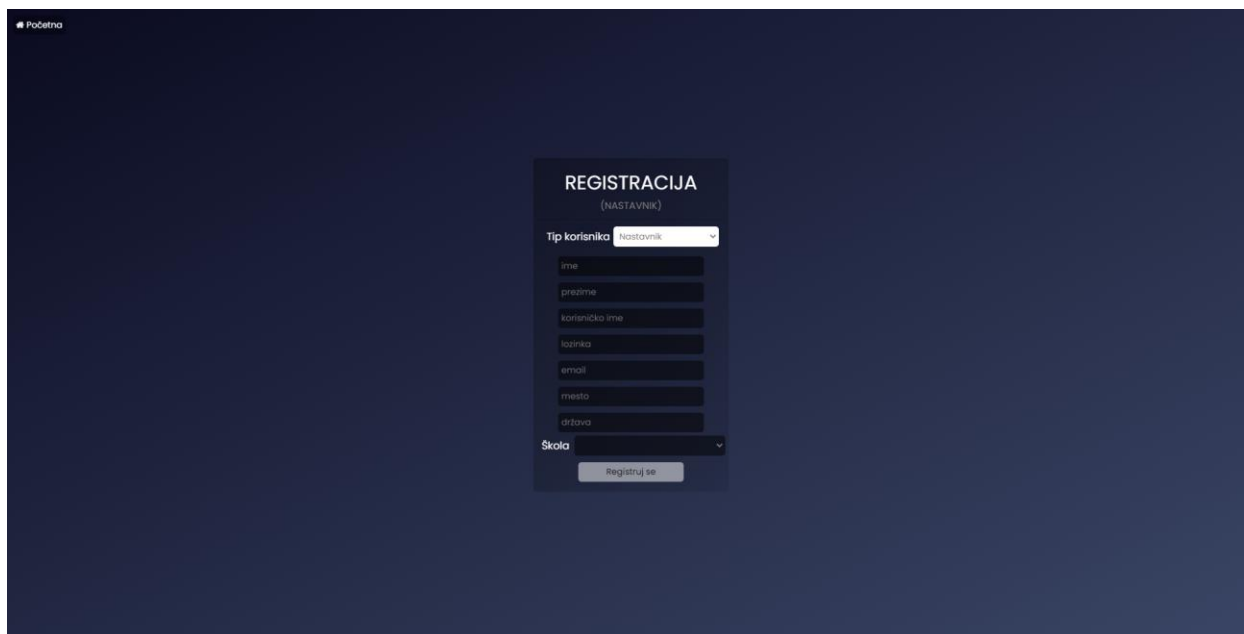 Početna
REGISTRACIJA
(NASTAVNIK)
Tip korisnika Nastavnik
ime
prezime
korisničko ime
lozinka
email
mesto
država
Škola
Registruj se